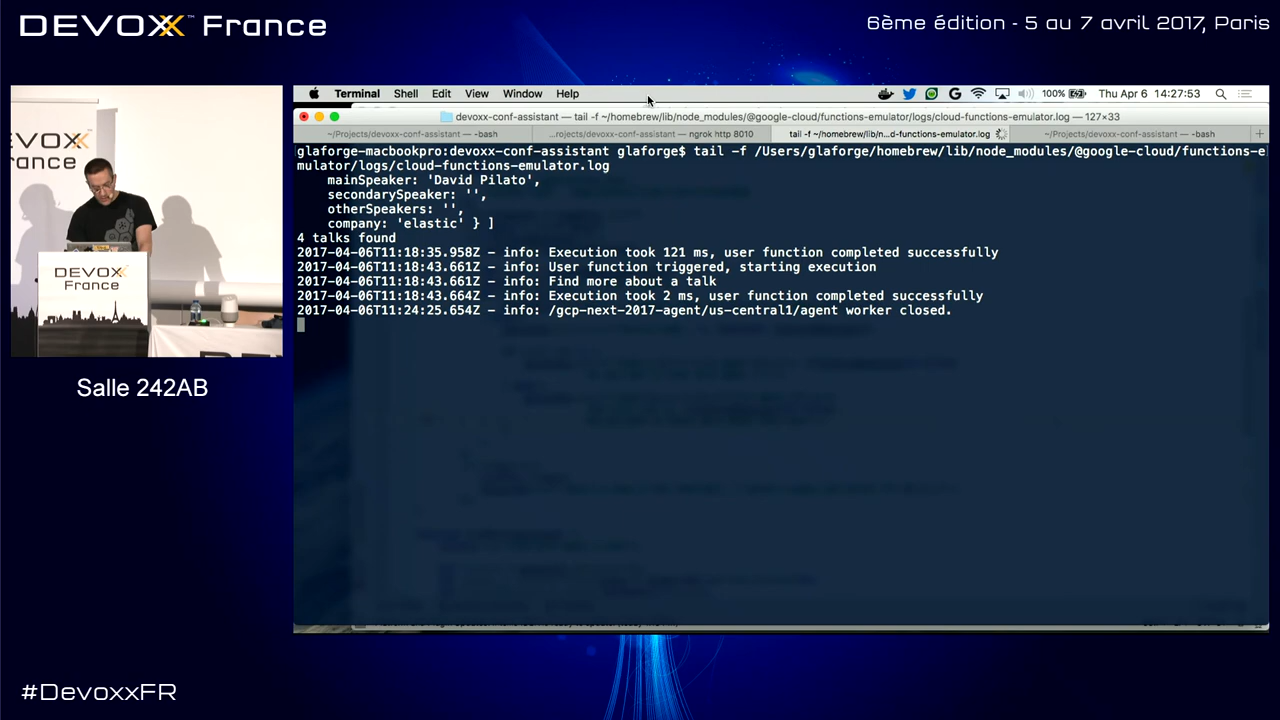 DEVOXX™ France
6ème édition - 5 au 7 avril 2017, Paris
Terminal Shell Edit View Window Help
100% Thu Apr 6 14:27:53
devoxx-conf-assistant — tail -f ~/homebrew/lib/node_modules/@google-cloud/functions-emulator/logs/cloud-functions-emulator.log — 127×33
~/Projects/devoxx-conf-assistant — -bash
...rojects/devoxx-conf-assistant — ngrok http 8010
tail -f ~/homebrew/lib/n...d-functions-emulator.log
~/Projects/devoxx-conf-assistant — -bash
glaforge-macbookpro:devoxx-conf-assistant glaforge$ tail -f /Users/glaforge/homebrew/lib/node_modules/@google-cloud/functions-e
mulator/logs/cloud-functions-emulator.log
mainSpeaker: 'David Pilato',
secondarySpeaker: '',
otherSpeakers: '',
company: 'elastic' } ]
4 talks found
2017-04-06T11:18:35.958Z - info: Execution took 121 ms, user function completed successfully
2017-04-06T11:18:43.661Z - info: User function triggered, starting execution
2017-04-06T11:18:43.661Z - info: Find more about a talk
2017-04-06T11:18:43.664Z - info: Execution took 2 ms, user function completed successfully
2017-04-06T11:24:25.654Z - info: /gcp-next-2017-agent/us-central1/agent worker closed.
DEVOXX
France
Salle 242AB
#DevoxxFR